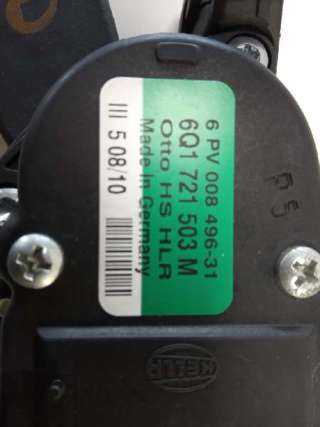 6 PV 008 496-31
6Q1 721 503 M
Otto HS HLR
Made in Germany
III 5 08/10
P5
HELLA